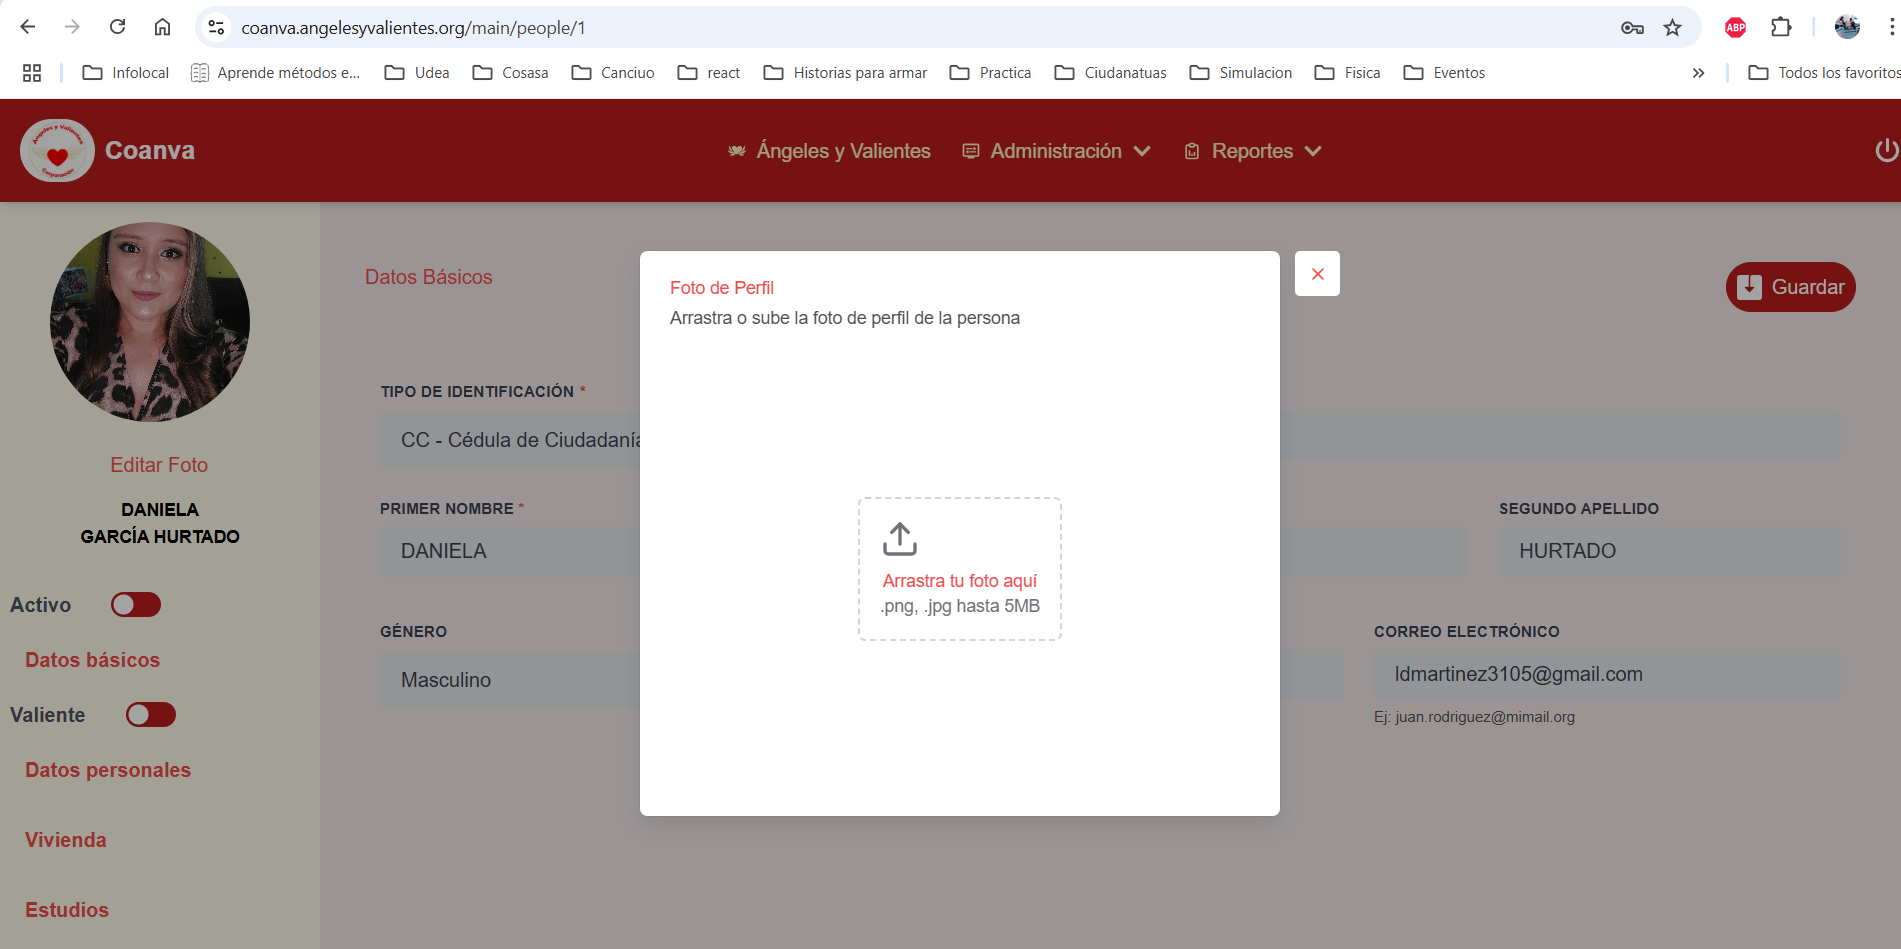 coanva.angelesyvalientes.org/main/people/1
ABP
Infolocal
Aprende métodos e...
Udea
Cosasa
Canciuo
react
Historias para armar
Practica
Ciudanatuas
Simulacion
Fisica
Eventos
»
Todos los favoritos
Ángeles y Valientes
Corporación
Coanva
Ángeles y Valientes
Administración
Reportes
Editar Foto
DANIELA
GARCÍA HURTADO
Activo
Datos básicos
Valiente
Datos personales
Vivienda
Estudios
Datos Básicos
Guardar
TIPO DE IDENTIFICACIÓN *
CC - Cédula de Ciudadanía
PRIMER NOMBRE *
DANIELA
SEGUNDO APELLIDO
HURTADO
GÉNERO
Masculino
CORREO ELECTRÓNICO
ldmartinez3105@gmail.com
Ej: juan.rodriguez@mimail.org
Foto de Perfil
Arrastra o sube la foto de perfil de la persona
Arrastra tu foto aquí
.png, .jpg hasta 5MB